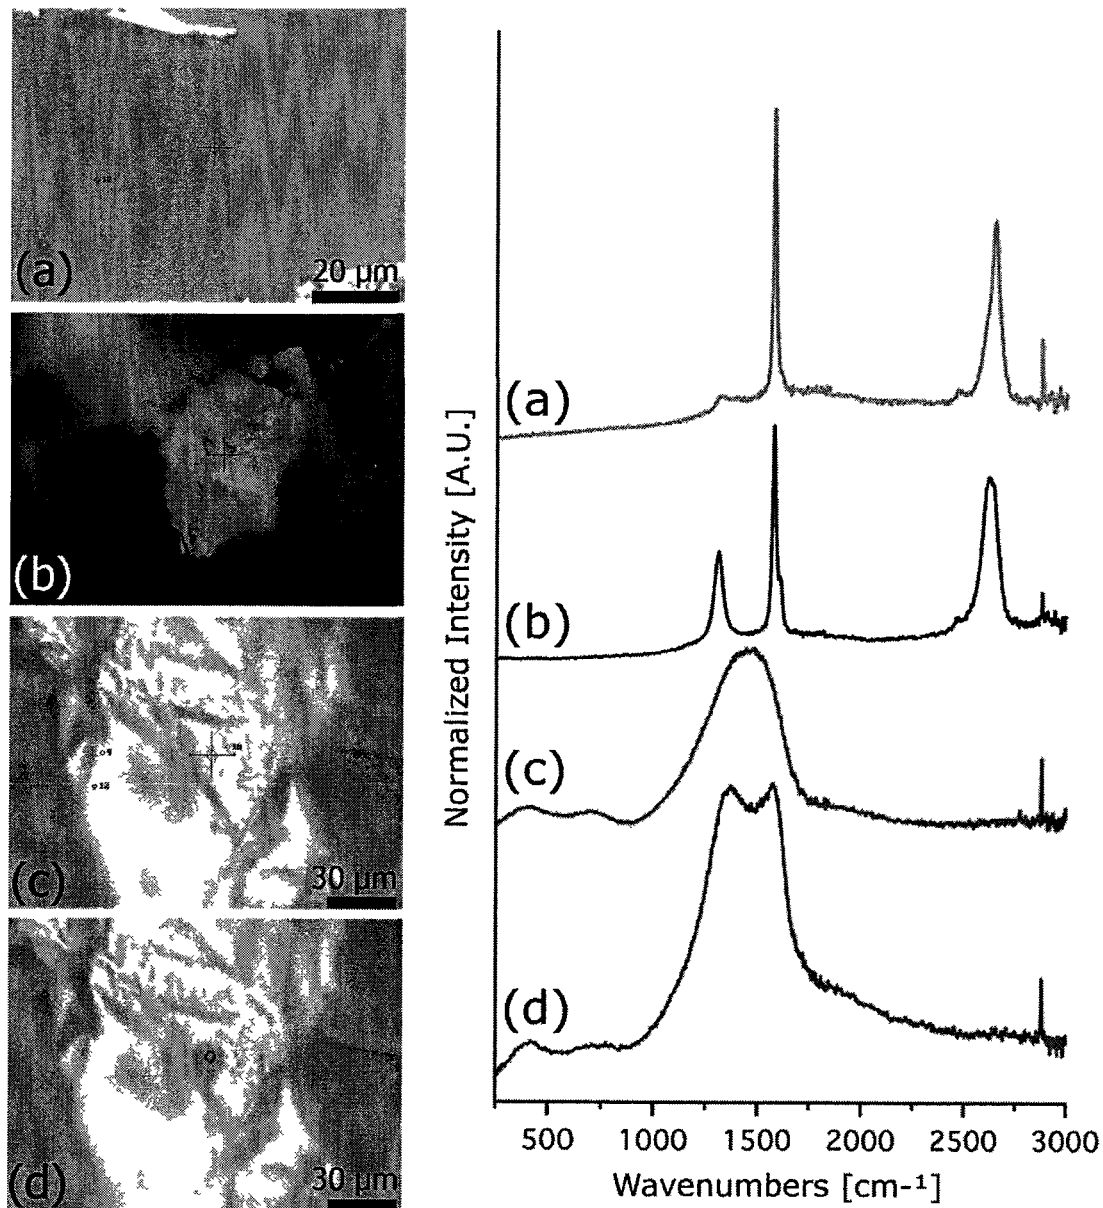 (a)
20 µm
(b)
(c)
30 µm
(d)
30 µm
Normalized Intensity [A.U.]
(a)
(b)
(c)
(d)
500 1000 1500 2000 2500 3000
Wavenumbers [cm-¹]